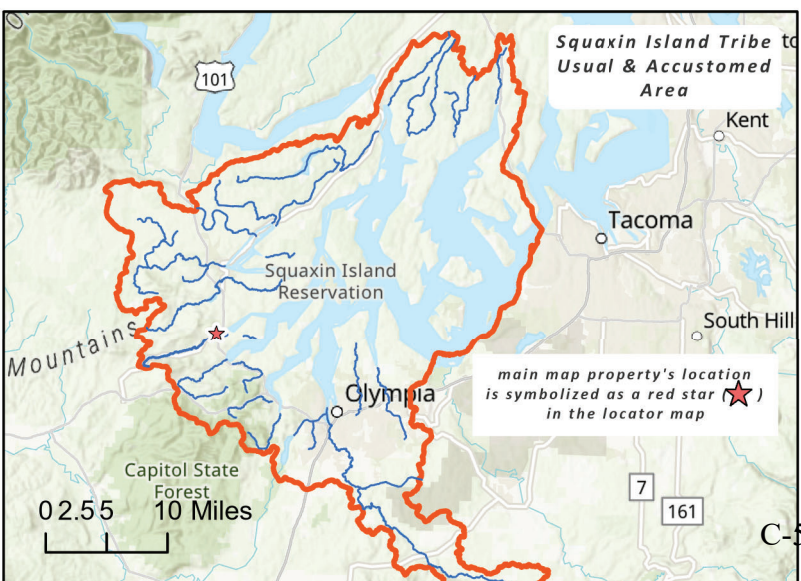 Squaxin Island Tribe
Usual & Accustomed
Area
101
Kent
Tacoma
Squaxin Island
Reservation
South Hill
Mountains
main map property's location
is symbolized as a red star ( )
in the locator map
Olympia
Capitol State
Forest
7
161
0 2.5 5 10 Miles